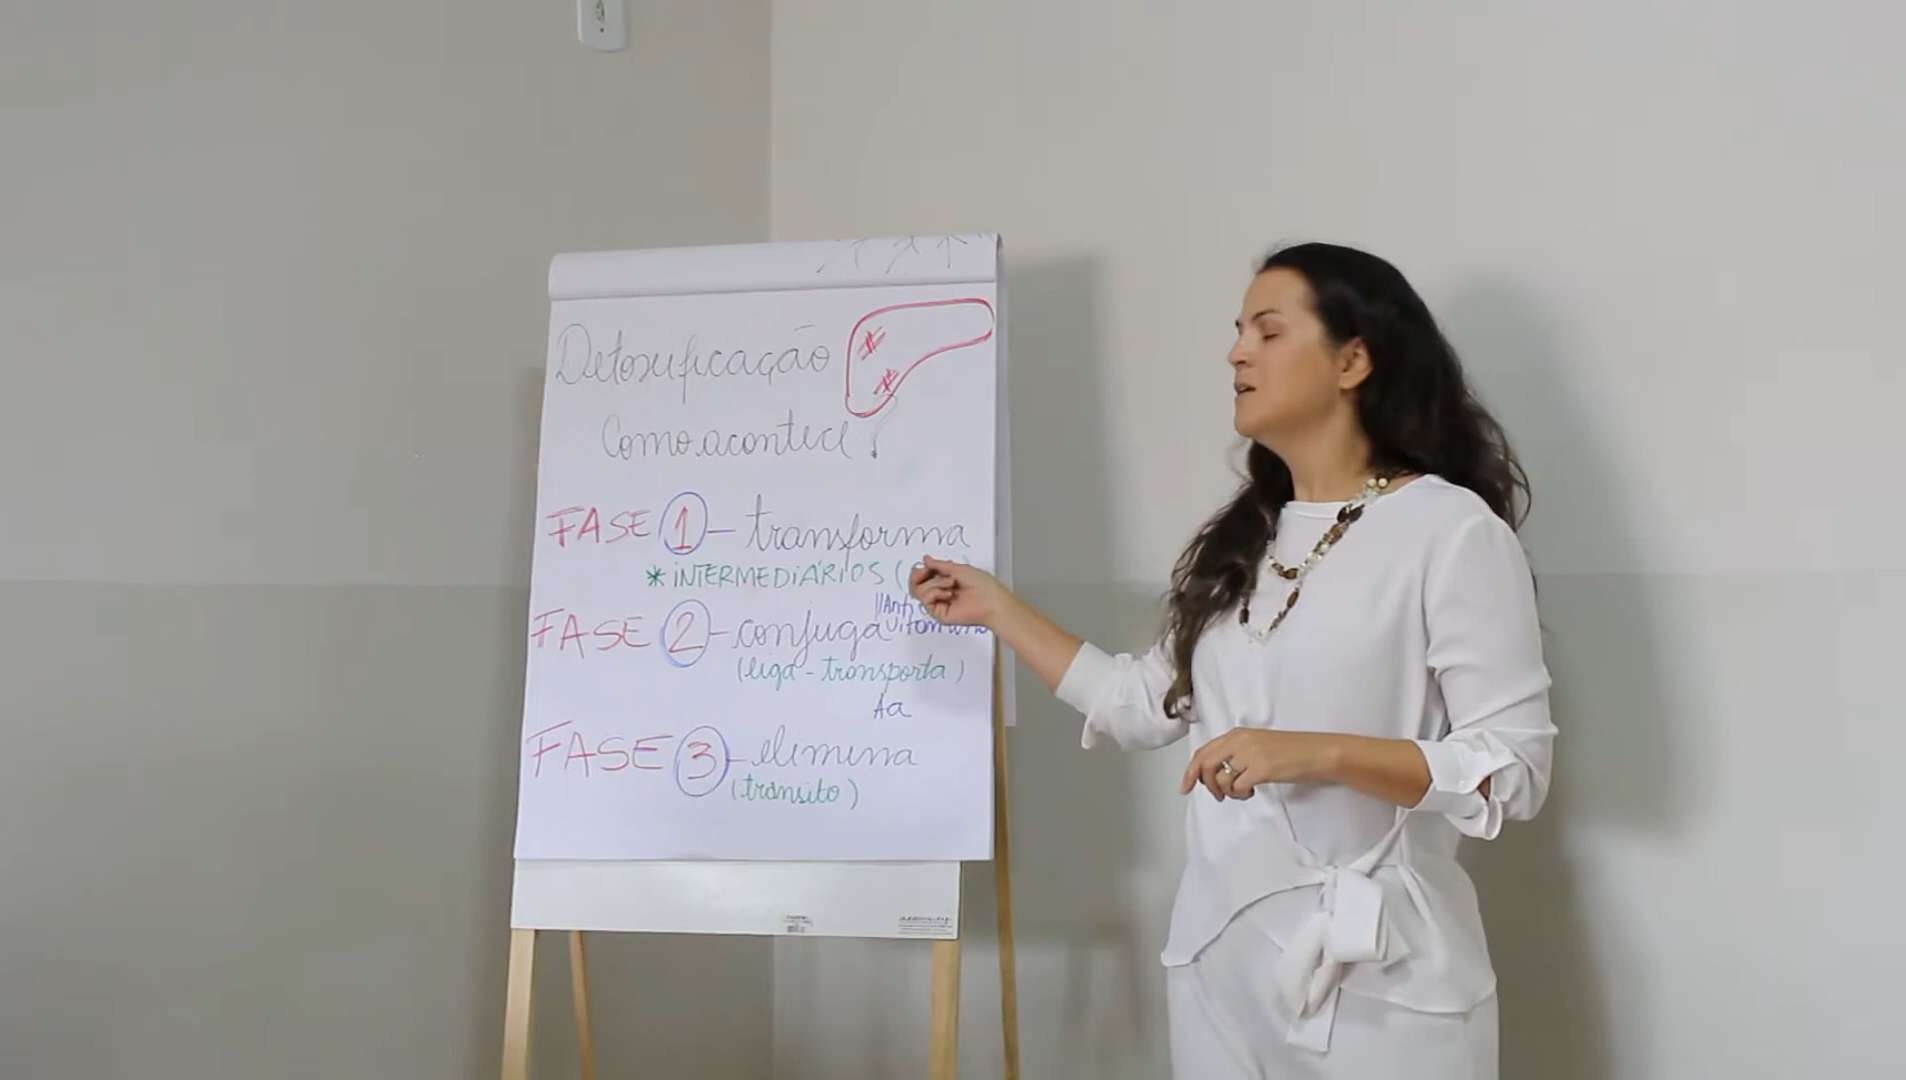 Detoxificação
Como acontece?
FASE 1 - transforma
* INTERMEDIÁRIOS (
FASE 2 - conjuga
(liga - transporta)
Aa
FASE 3 - elimina
(trânsito)